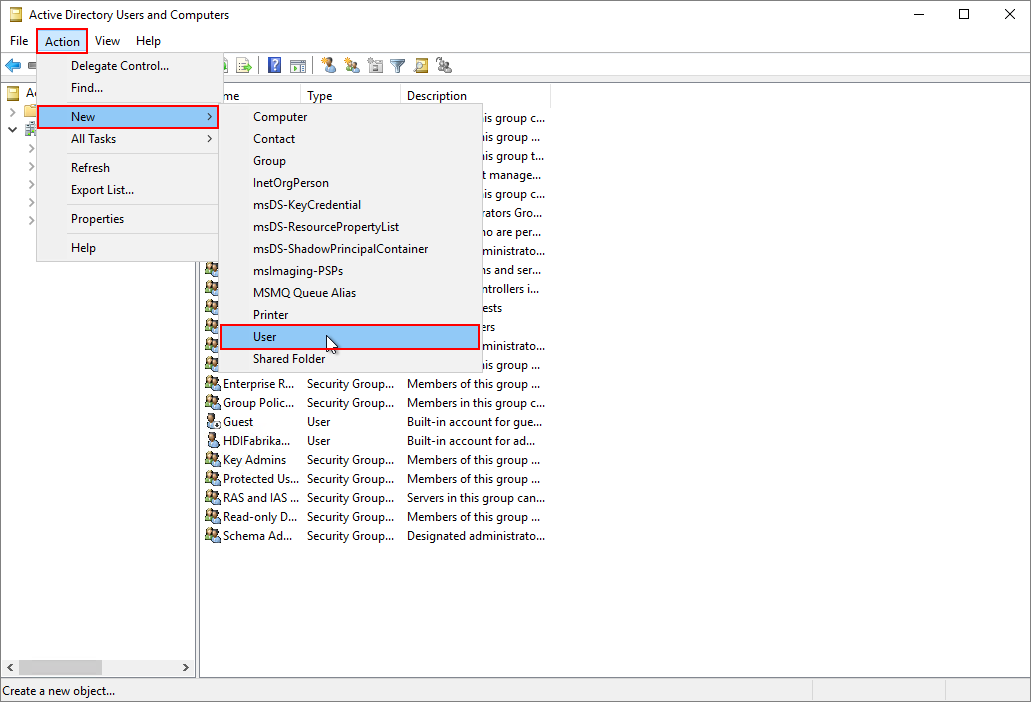 Active Directory Users and Computers
File Action View Help
Delegate Control...
Find...
New
All Tasks
Refresh
Export List...
Properties
Help
Type Description
Computer
Contact
Group
InetOrgPerson
msDS-KeyCredential
msDS-ResourcePropertyList
msDS-ShadowPrincipalContainer
msImaging-PSPs
MSMQ Queue Alias
Printer
User
Shared Folder
is group c...
is group ...
is group t...
t manage...
is group c...
rators Gro...
ho are per...
ministrato...
ns and ser...
ntrollers i...
ests
ers
ministrato...
is group ...
Enterprise R... Security Group... Members of this group ...
Group Polic... Security Group... Members in this group c...
Guest User Built-in account for gue...
HDIFabrika... User Built-in account for ad...
Key Admins Security Group... Members of this group ...
Protected Us... Security Group... Members of this group ...
RAS and IAS ... Security Group... Servers in this group can...
Read-only D... Security Group... Members of this group ...
Schema Ad... Security Group... Designated administrato...
Create a new object...